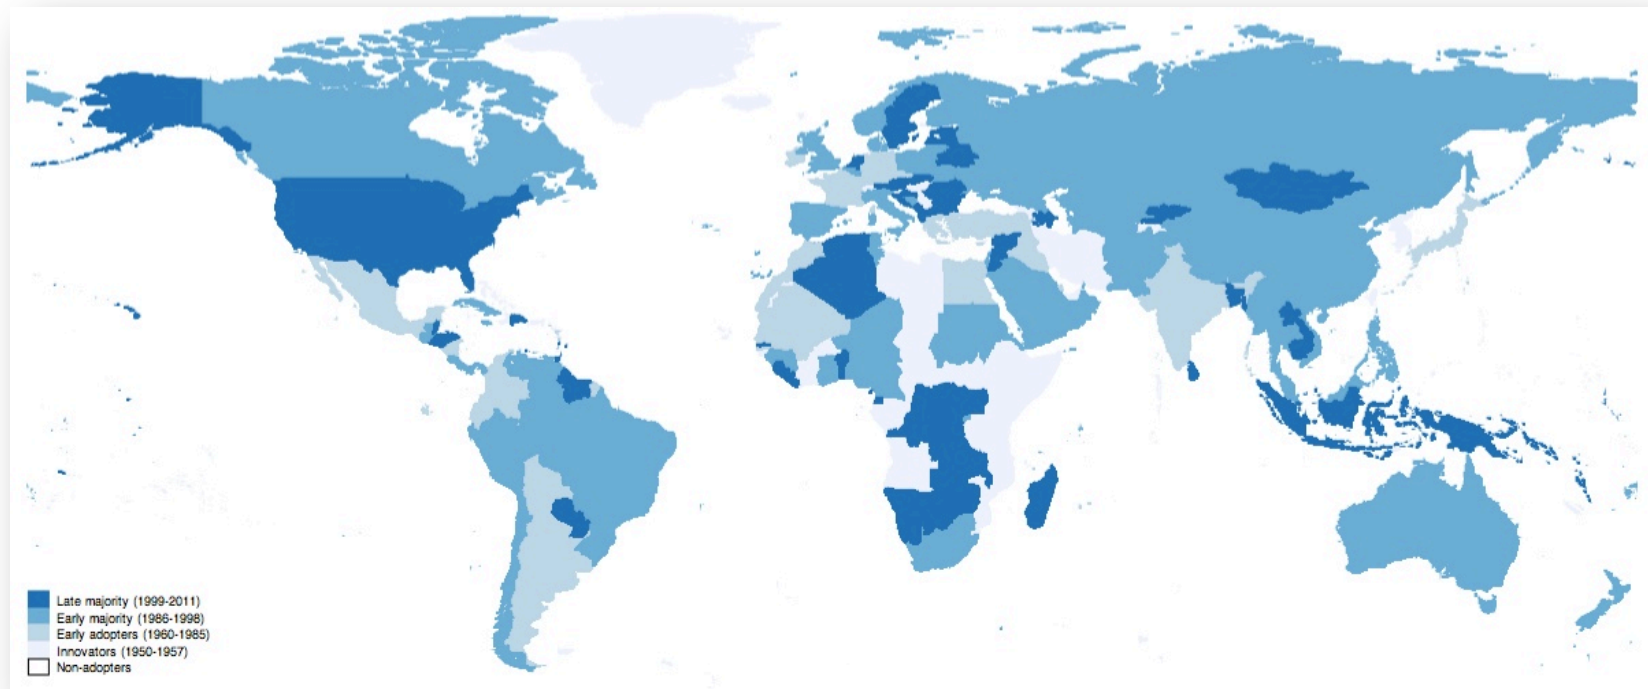 Late majority (1999-2011)
Early majority (1986-1998)
Early adopters (1960-1985)
Innovators (1950-1957)
Non-adopters